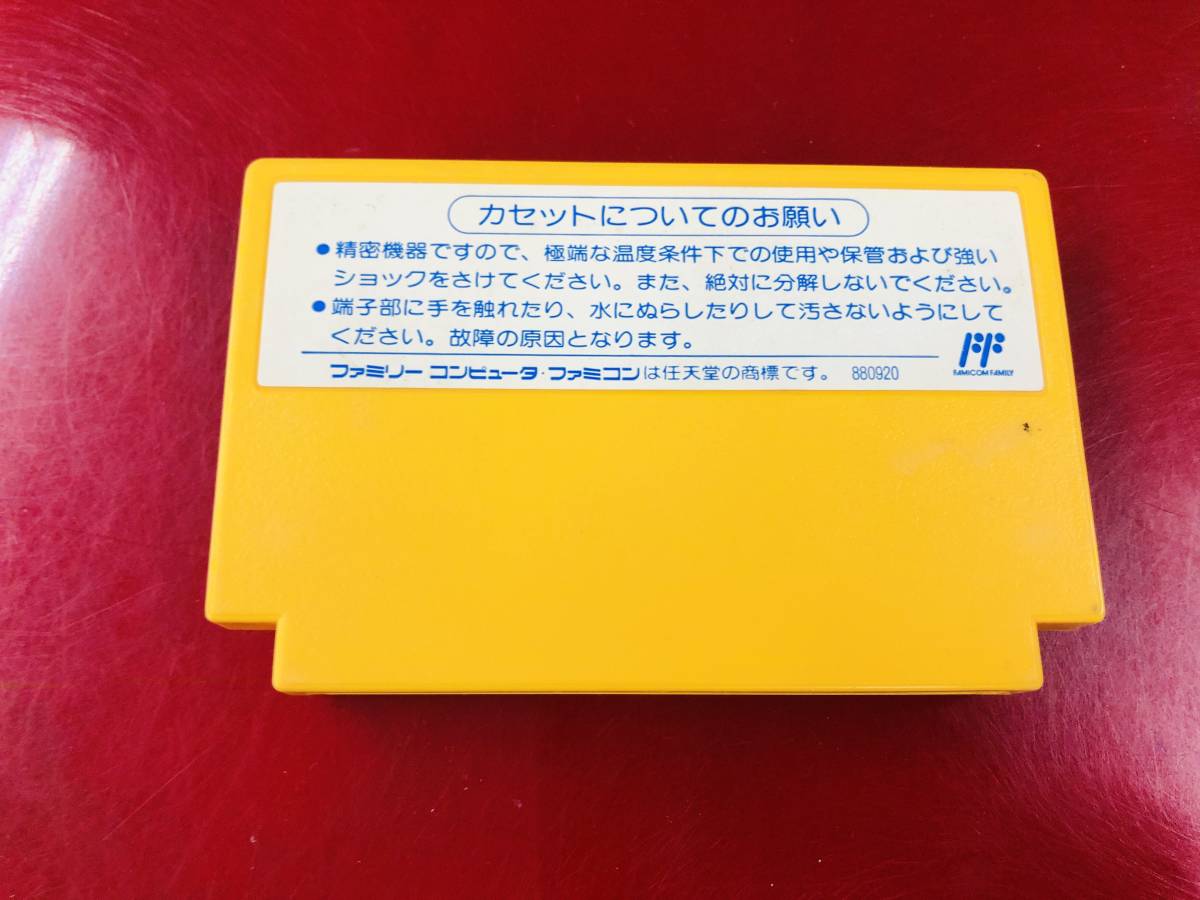 カセットについてのお願い
●精密機器ですので、極端な温度条件下での使用や保管および強い
ショックをさけてください。また、絶対に分解しないでください。
●端子部に手を触れたり、水にぬらしたりして汚さないようにして
ください。故障の原因となります。
ファミリー コンピュータ・ファミコンは任天堂の商標です。 880920
FF
FAMICOM FAMILY